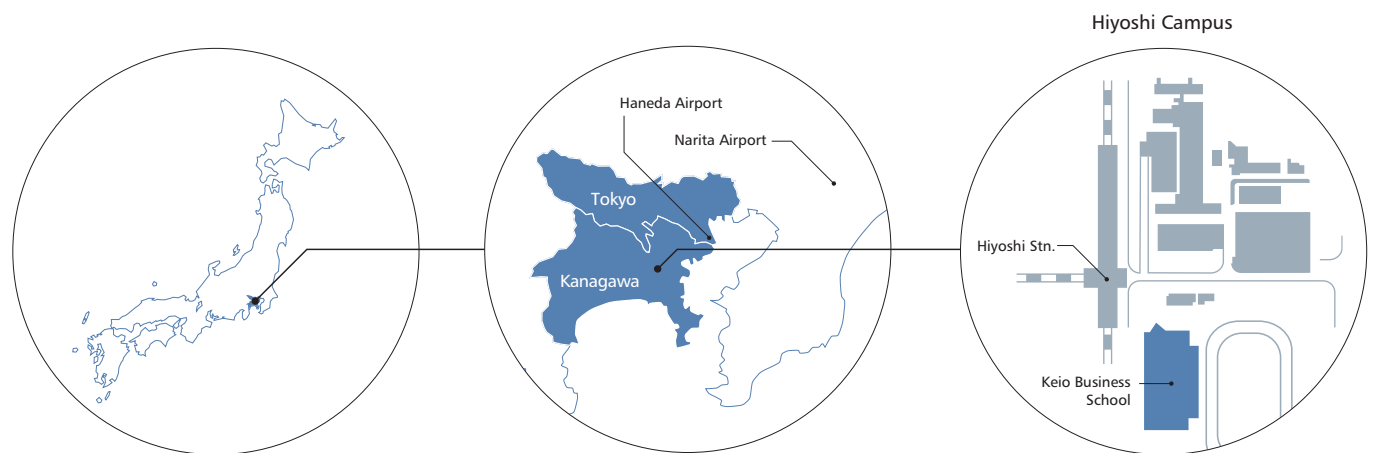 Hiyoshi Campus
Haneda Airport
Narita Airport
Tokyo
Kanagawa
Hiyoshi Stn.
Keio Business
School